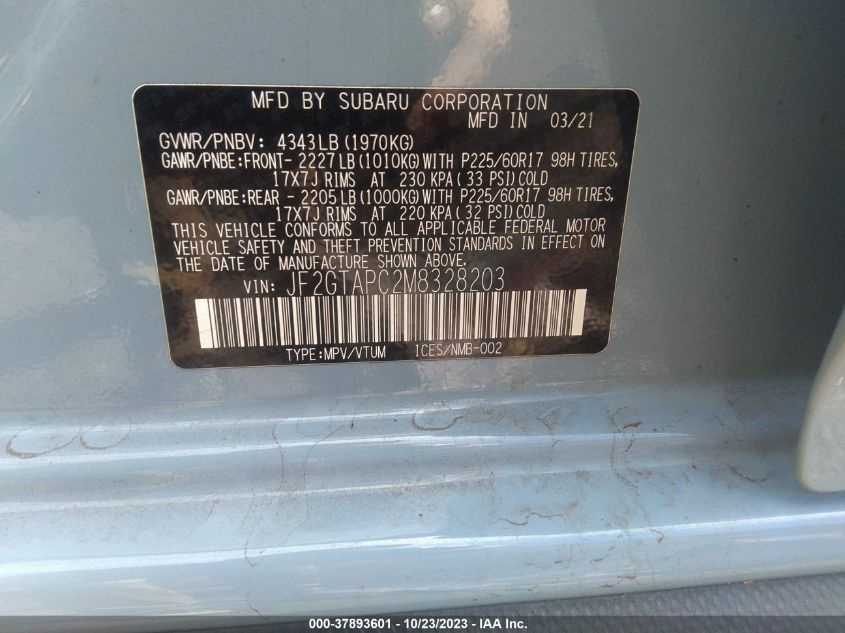 MFD BY SUBARU CORPORATION
MFD IN 03/21
GVWR/PNBV: 4343LB(1970KG)
GAWR/PNBE:FRONT- 2227LB(1010KG)WITH P225/60R17 98H TIRES,
17X7J RIMS AT 230 KPA(33 PSI)COLD
GAWR/PNBE:REAR - 2205LB(1000KG)WITH P225/60R17 98H TIRES,
17X7J RIMS AT 220 KPA(32 PSI)COLD
THIS VEHICLE CONFORMS TO ALL APPLICABLE FEDERAL MOTOR
VEHICLE SAFETY AND THEFT PREVENTION STANDARDS IN EFFECT ON
THE DATE OF MANUFACTURE SHOWN ABOVE.
VIN: JF2GTAPC2M8328203
TYPE:MPV/VTUM ICES/NMB-002
000-37893601 - 10/23/2023 - IAA Inc.